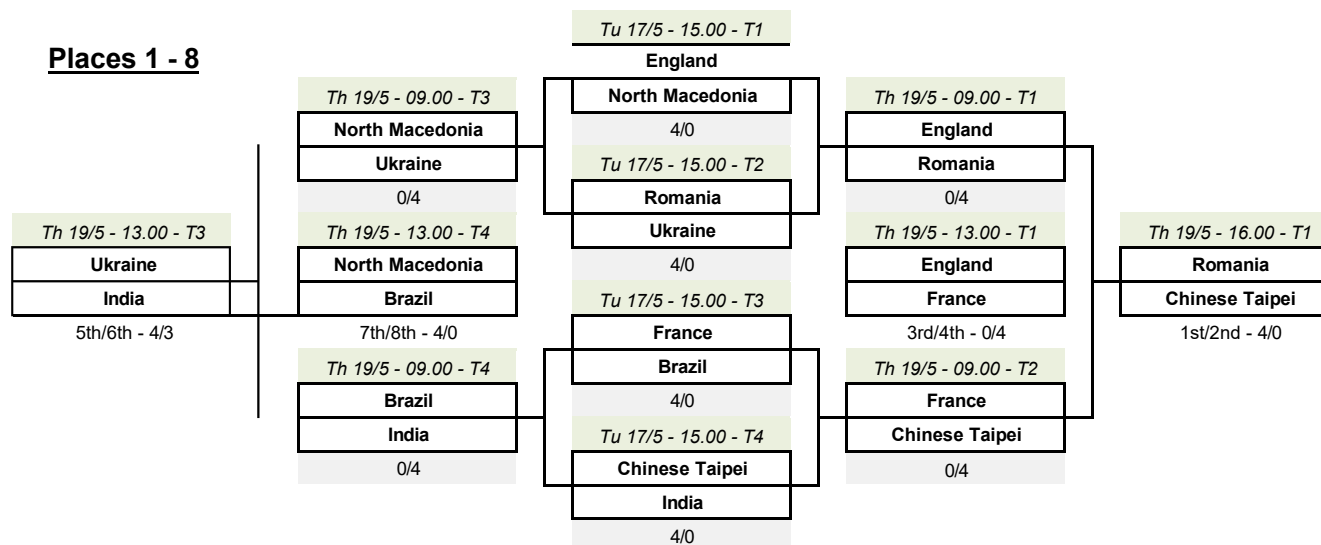 Places 1 - 8
Th 19/5 - 13.00 - T3
Ukraine
India
5th/6th - 4/3
Th 19/5 - 09.00 - T3
North Macedonia
Ukraine
0/4
Th 19/5 - 13.00 - T4
North Macedonia
Brazil
7th/8th - 4/0
Th 19/5 - 09.00 - T4
Brazil
India
0/4
Tu 17/5 - 15.00 - T1
England
North Macedonia
4/0
Tu 17/5 - 15.00 - T2
Romania
Ukraine
4/0
Tu 17/5 - 15.00 - T3
France
Brazil
4/0
Tu 17/5 - 15.00 - T4
Chinese Taipei
India
4/0
Th 19/5 - 09.00 - T1
England
Romania
0/4
Th 19/5 - 13.00 - T1
England
France
3rd/4th - 0/4
Th 19/5 - 09.00 - T2
France
Chinese Taipei
0/4
Th 19/5 - 16.00 - T1
Romania
Chinese Taipei
1st/2nd - 4/0